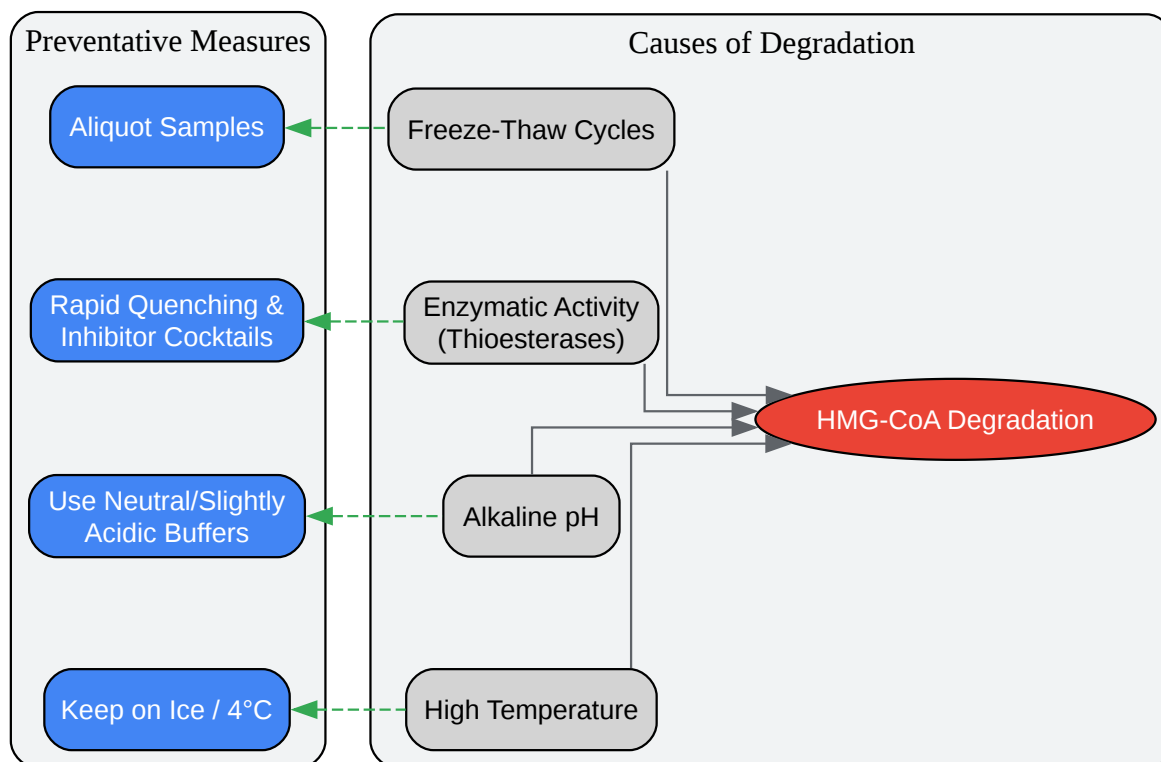 Preventative Measures
Causes of Degradation
Aliquot Samples
Freeze-Thaw Cycles
Rapid Quenching &
Inhibitor Cocktails
Enzymatic Activity
(Thioesterases)
HMG-CoA Degradation
Use Neutral/Slightly
Acidic Buffers
Alkaline pH
Keep on Ice / 4°C
High Temperature